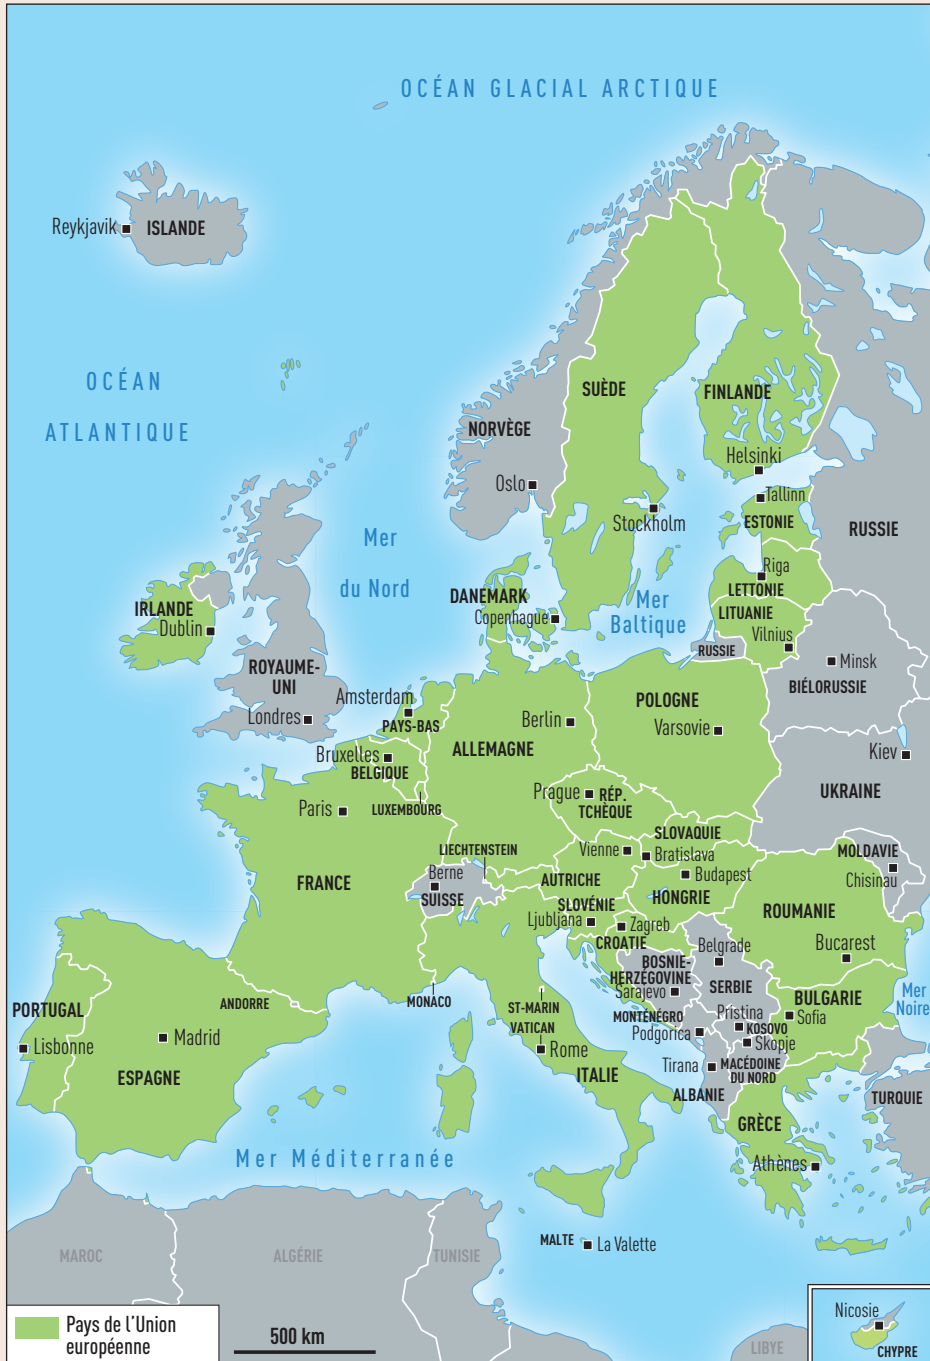 OCÉAN GLACIAL ARCTIQUE
Reykjavik
ISLANDE
OCÉAN
ATLANTIQUE
SUÈDE
FINLANDE
NORVÈGE
Helsinki
Oslo
Tallinn
Stockholm
ESTONIE
RUSSIE
Mer
du Nord
Riga
LETTONIE
DANEMARK
Mer
Baltique
LITUANIE
IRLANDE
Copenhague
Dublin
Vilnius
RUSSIE
Minsk
BIÉLORUSSIE
ROYAUME-
UNI
Amsterdam
POLOGNE
Londres
PAYS-BAS
Berlin
Varsovie
Bruxelles
BELGIQUE
ALLEMAGNE
Kiev
UKRAINE
Paris
LUXEMBOURG
Prague
RÉP.
TCHÈQUE
SLOVAQUIE
LIECHTENSTEIN
Vienne
Bratislava
MOLDAVIE
Chisinau
FRANCE
Berne
SUISSE
AUTRICHE
Budapest
HONGRIE
SLOVÉNIE
Ljubljana
Zagreb
CROATIE
ROUMANIE
Bucarest
BOSNIE-
HERZÉGOVINE
Sarajevo
Belgrade
SERBIE
Mer
Noire
PORTUGAL
ANDORRE
MONACO
ST-MARIN
VATICAN
MONTÉNÉGRO
Podgorica
Pristina
KOSOVO
BULGARIE
Sofia
Lisbonne
Madrid
ESPAGNE
Rome
ITALIE
Skopje
MACÉDOINE
DU NORD
Tirana
ALBANIE
TURQUIE
GRÈCE
Athènes
Mer Méditerranée
MALTE
La Valette
MAROC
ALGÉRIE
TUNISIE
LIBYE
Nicosie
CHYPRE
Pays de l'Union
européenne
500 km